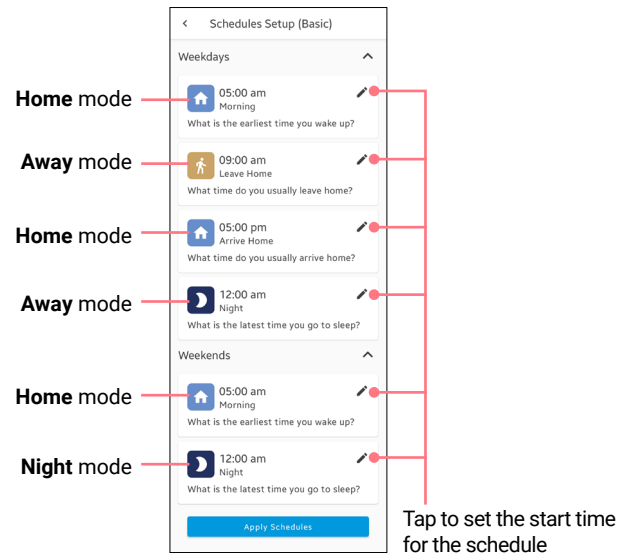 Schedules Setup (Basic)
Weekdays
Home mode
05:00 am
Morning
What is the earliest time you wake up?
Away mode
09:00 am
Leave Home
What time do you usually leave home?
Home mode
05:00 pm
Arrive Home
What time do you usually arrive home?
Away mode
12:00 am
Night
What is the latest time you go to sleep?
Weekends
Home mode
05:00 am
Morning
What is the earliest time you wake up?
Night mode
12:00 am
Night
What is the latest time you go to sleep?
Apply Schedules
Tap to set the start time
for the schedule